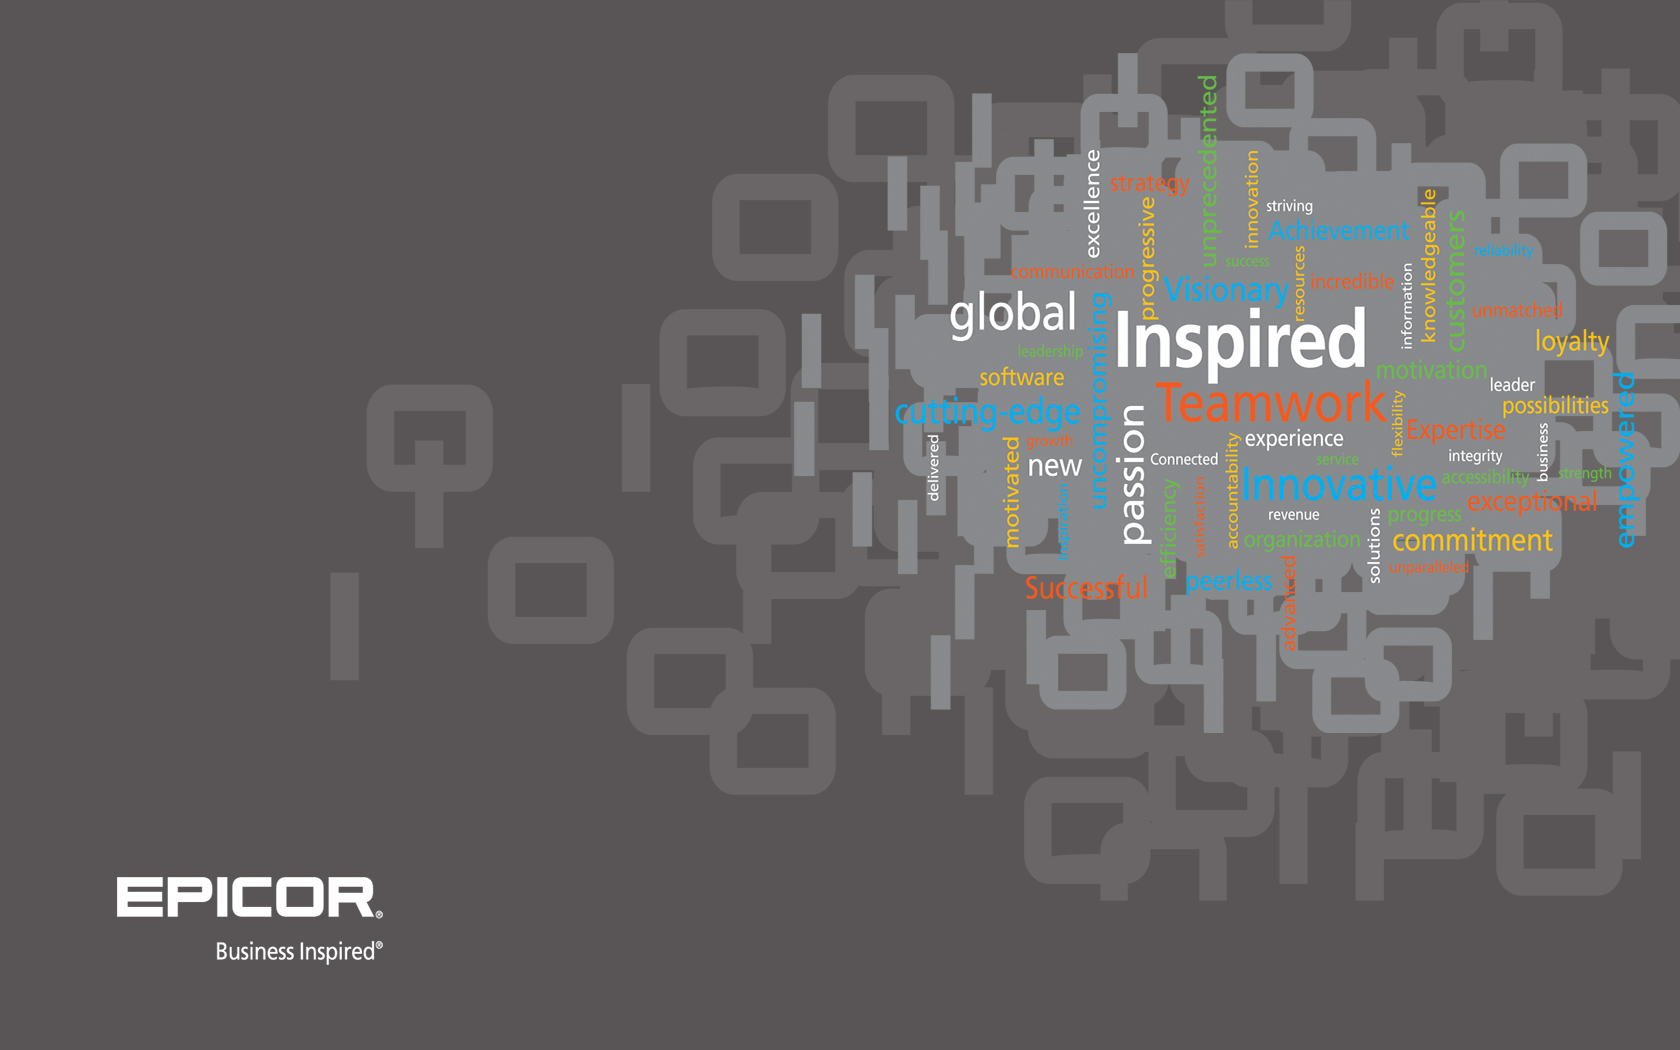 unprecedented
excellence
strategy
innovation
progressive
striving
Achievement
knowledgeable
customers
reliability
success
communication
Visionary
resources
incredible
information
global
uncompromising
Inspired
unmatched
loyalty
leadership
software
motivation
leader
empowered
cutting-edge
Teamwork
flexibility
possibilities
passion
Expertise
delivered
motivated
growth
new
experience
accountability
Connected
service
integrity
business
Inspiration
Innovative
accessibility
strength
exceptional
efficiency
satisfaction
revenue
solutions
progress
organization
commitment
unparalleled
Successful
peerless
advanced
EPICOR®
Business Inspired®